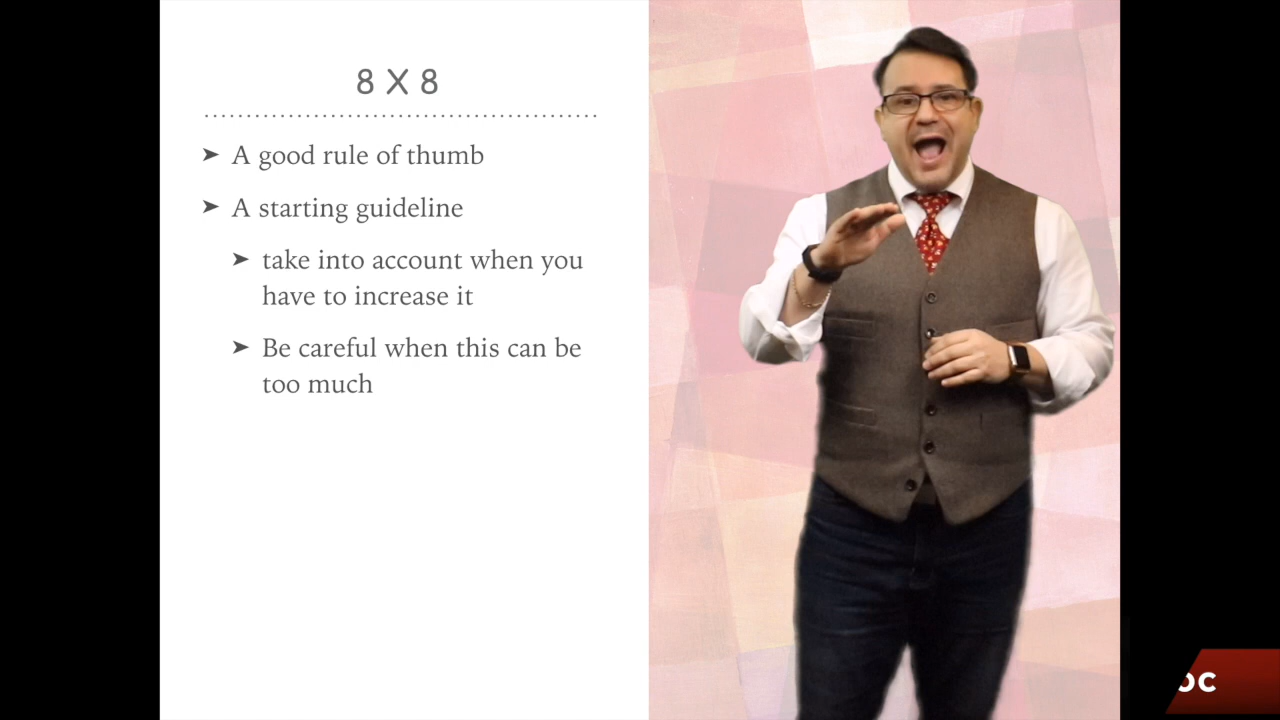 8 X 8
➤ A good rule of thumb
➤ A starting guideline
➤ take into account when you
have to increase it
➤ Be careful when this can be
too much
OC